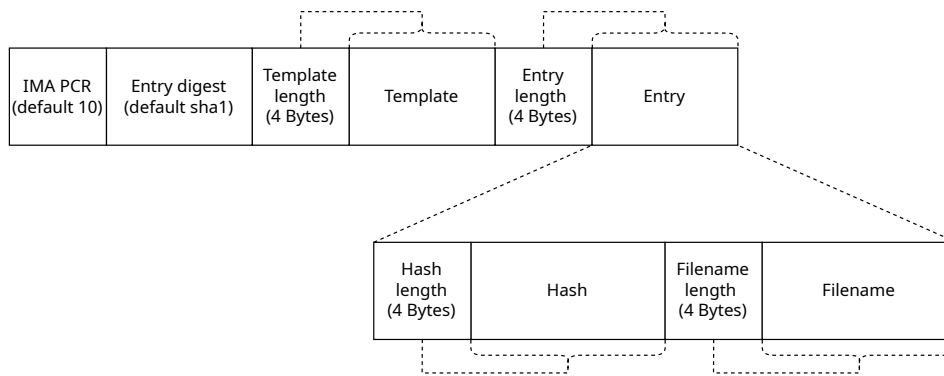 IMA PCR
(default 10)
Entry digest
(default sha1)
Template
length
(4 Bytes)
Template
Entry
length
(4 Bytes)
Entry
Hash
length
(4 Bytes)
Hash
Filename
length
(4 Bytes)
Filename